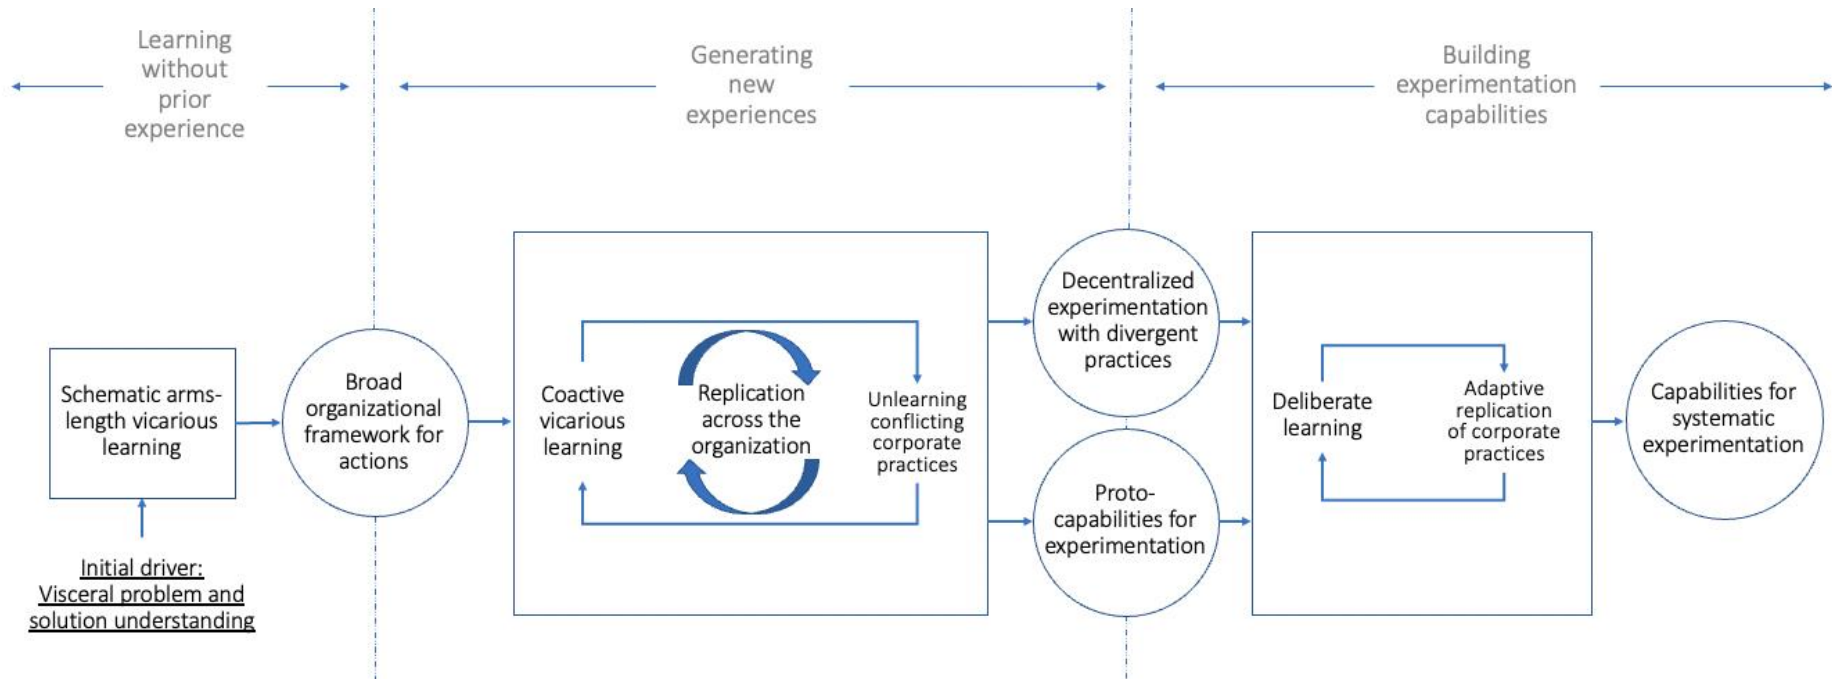 Learning
without
prior
experience
Generating
new
experiences
Building
experimentation
capabilities
Schematic arms-
length vicarious
learning
Initial driver:
Visceral problem and
solution understanding
Broad
organizational
framework for
actions
Coactive
vicarious
learning
Replication
across the
organization
Unlearning
conflicting
corporate
practices
Decentralized
experimentation
with divergent
practices
Proto-
capabilities for
experimentation
Deliberate
learning
Adaptive
replication
of corporate
practices
Capabilities for
systematic
experimentation